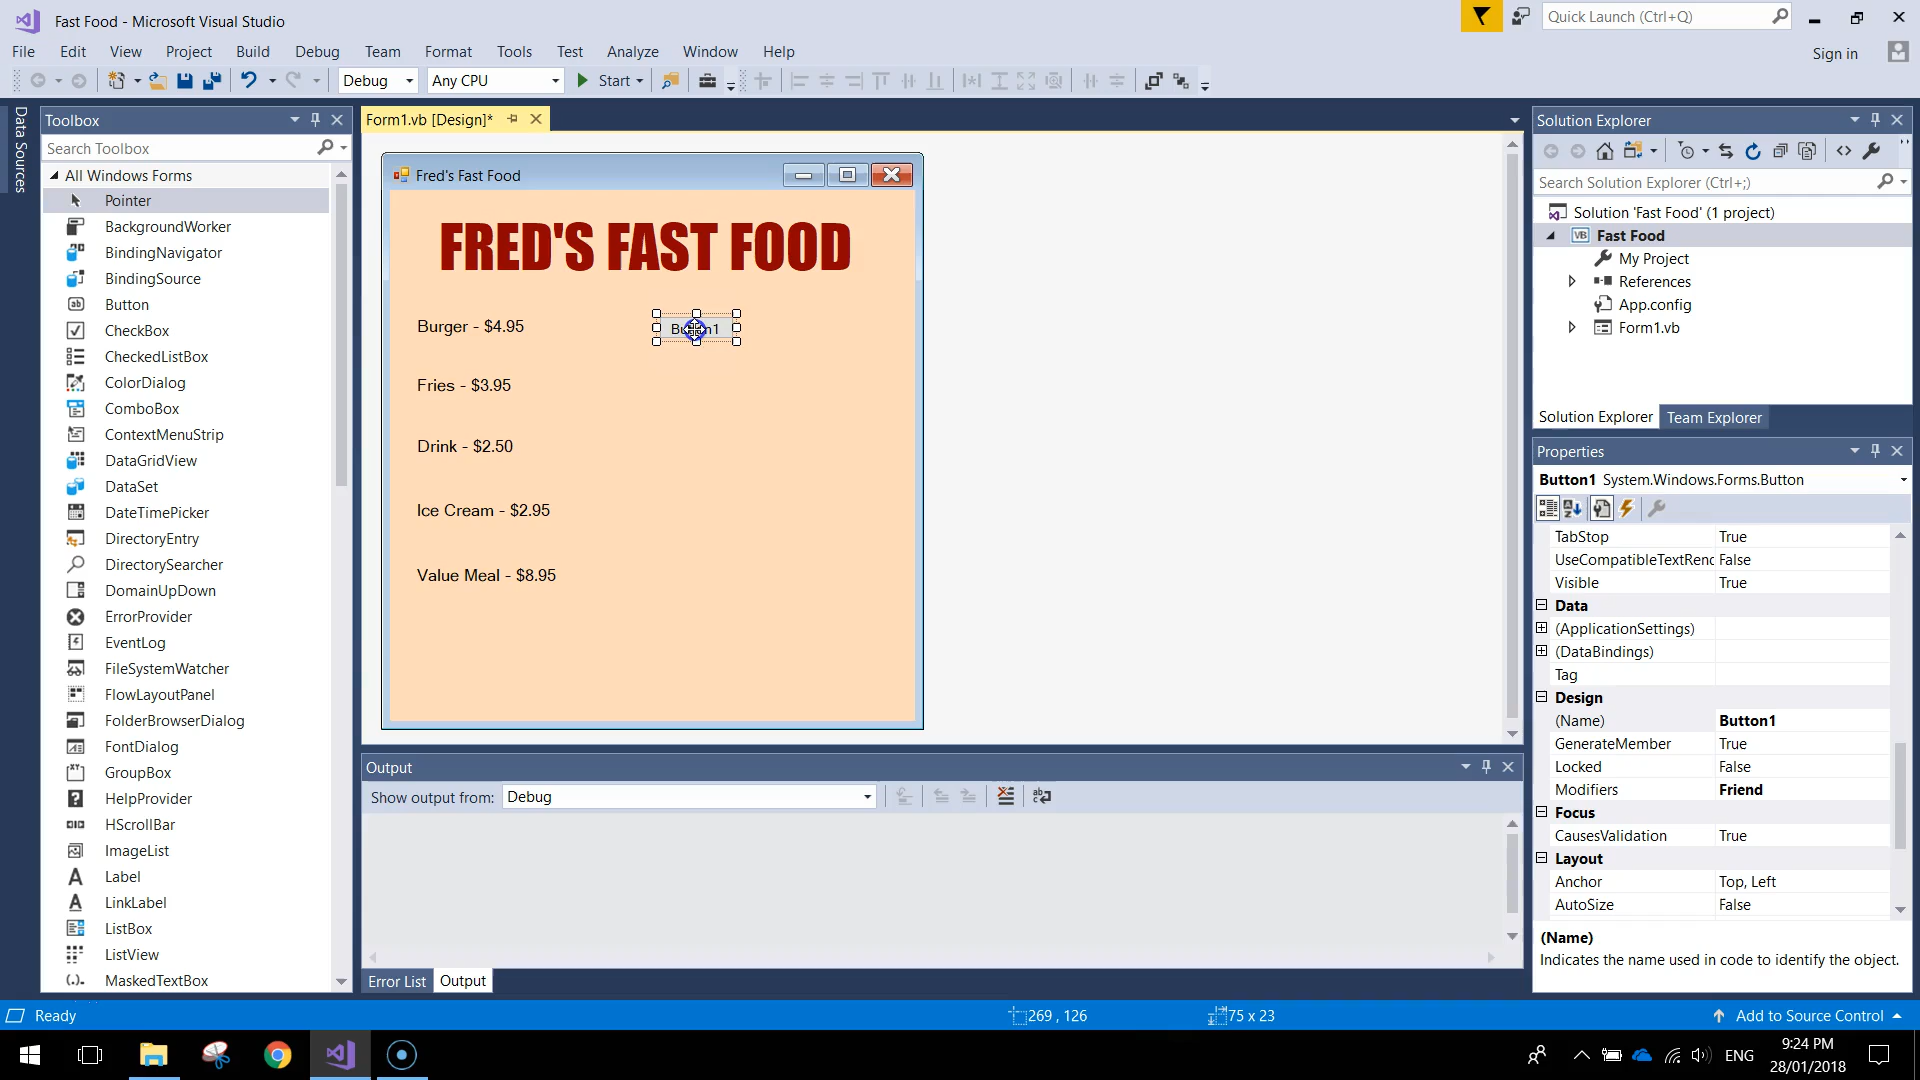 Fast Food - Microsoft Visual Studio
Quick Launch (Ctrl+Q)
File Edit View Project Build Debug Team Format Tools Test Analyze Window Help
Sign in
Debug Any CPU Start
Data Sources
Toolbox
Search Toolbox
All Windows Forms
Pointer
BackgroundWorker
BindingNavigator
BindingSource
Button
CheckBox
CheckedListBox
ColorDialog
ComboBox
ContextMenuStrip
DataGridView
DataSet
DateTimePicker
DirectoryEntry
DirectorySearcher
DomainUpDown
ErrorProvider
EventLog
FileSystemWatcher
FlowLayoutPanel
FolderBrowserDialog
FontDialog
GroupBox
HelpProvider
HScrollBar
ImageList
Label
LinkLabel
ListBox
ListView
MaskedTextBox
Form1.vb [Design]*
Fred's Fast Food
FRED'S FAST FOOD
Burger - $4.95
Fries - $3.95
Drink - $2.50
Ice Cream - $2.95
Value Meal - $8.95
Output
Show output from: Debug
Error List Output
Solution Explorer
Search Solution Explorer (Ctrl+;)
Solution 'Fast Food' (1 project)
VB Fast Food
My Project
References
App.config
Form1.vb
Solution Explorer Team Explorer
Properties
Button1 System.Windows.Forms.Button
TabStop True
UseCompatibleTextRend False
Visible True
Data
(ApplicationSettings)
(DataBindings)
Tag
Design
(Name) Button1
GenerateMember True
Locked False
Modifiers Friend
Focus
CausesValidation True
Layout
Anchor Top, Left
AutoSize False
(Name)
Indicates the name used in code to identify the object.
Ready 269 , 126 75 x 23 Add to Source Control
ENG
9:24 PM
28/01/2018